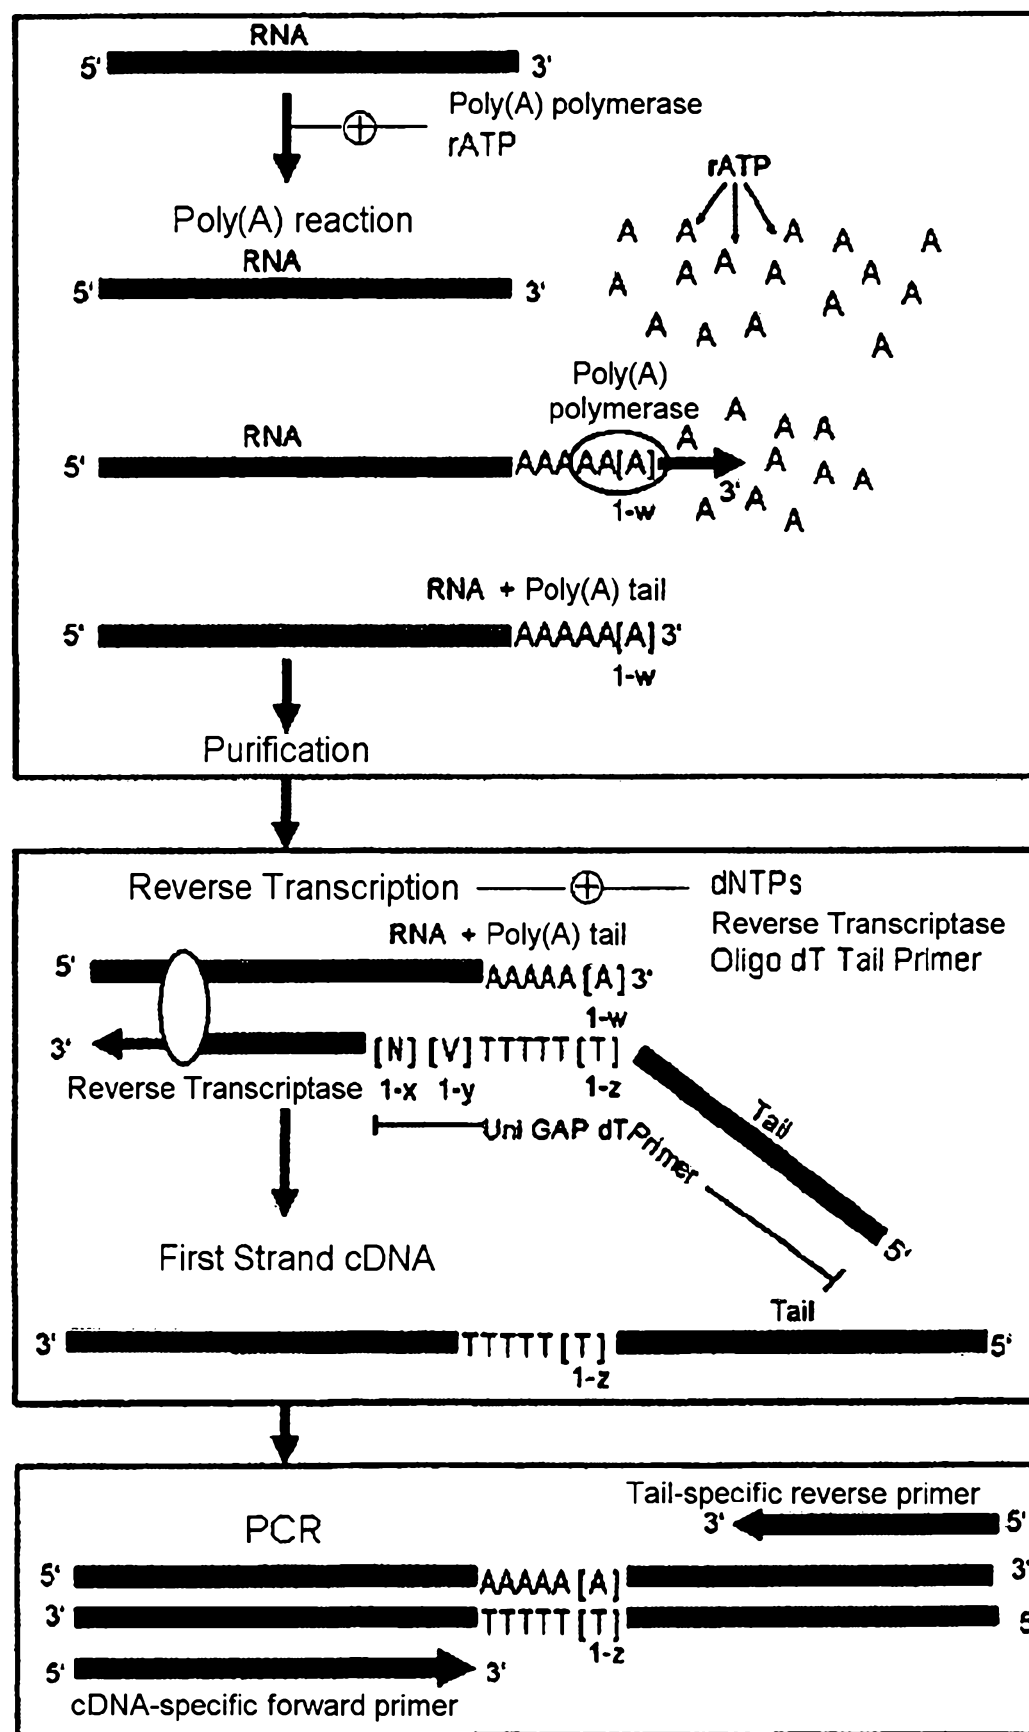 RNA
5' 3'
Poly(A) polymerase
rATP
Poly(A) reaction
rATP
RNA
5' 3'
A A A A A
A A A A A A A
A A A A
Poly(A)
polymerase
A
A A A
RNA
5' AAAAA[A] A A A
3'
1-w A A A
RNA + Poly(A) tail
5' AAAAA[A] 3'
1-w
Purification
Reverse Transcription dNTPs
Reverse Transcriptase
Oligo dT Tail Primer
RNA + Poly(A) tail
5' AAAAA [A] 3'
1-w
3' [N] [V] TTTTT [T]
Reverse Transcriptase 1-x 1-y 1-z
Uni GAP dT Primer
Tail
5'
First Strand cDNA
Tail
3' TTTTT [T] 5'
1-z
Tail-specific reverse primer
3' 5'
PCR
5' AAAAA [A] 3'
3' TTTTT [T] 5
1-z
5' 3'
cDNA-specific forward primer